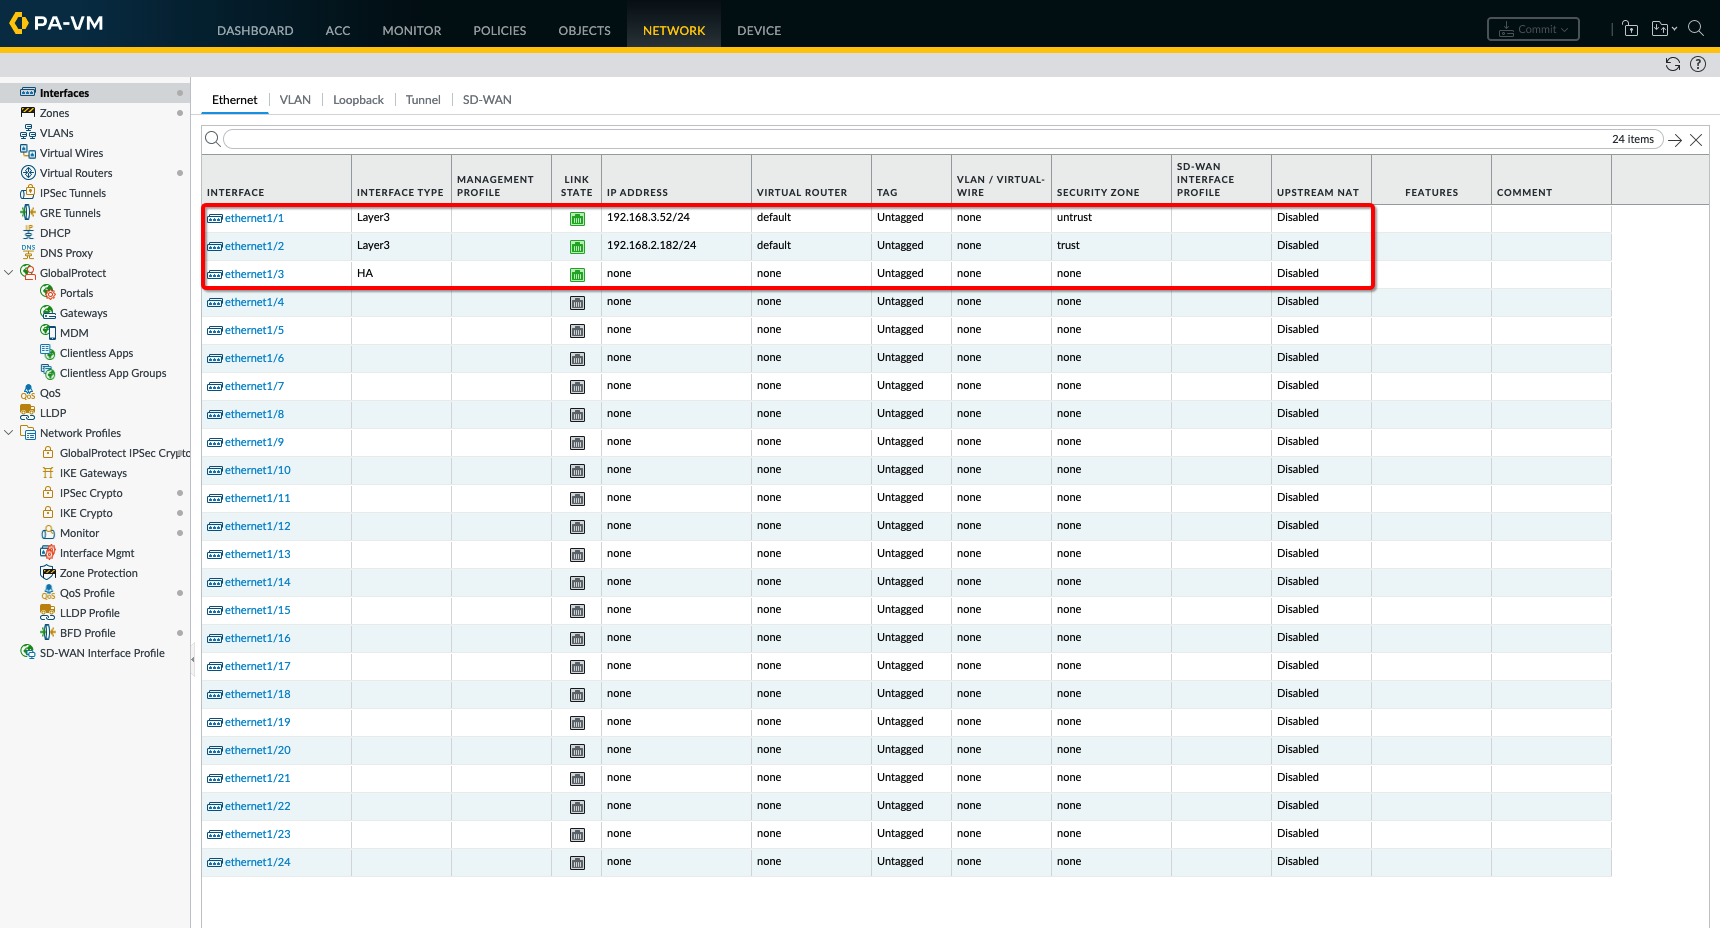 PA-VM
DASHBOARD ACC MONITOR POLICIES OBJECTS NETWORK DEVICE Commit
Interfaces
Zones
VLANs
Virtual Wires
Virtual Routers
IPSec Tunnels
GRE Tunnels
DHCP
DNS Proxy
GlobalProtect
Portals
Gateways
MDM
Clientless Apps
Clientless App Groups
QoS
LLDP
Network Profiles
GlobalProtect IPSec Crypto
IKE Gateways
IPSec Crypto
IKE Crypto
Monitor
Interface Mgmt
Zone Protection
QoS Profile
LLDP Profile
BFD Profile
SD-WAN Interface Profile
Ethernet VLAN Loopback Tunnel SD-WAN
24 items
INTERFACE INTERFACE TYPE MANAGEMENT PROFILE LINK STATE IP ADDRESS VIRTUAL ROUTER TAG VLAN / VIRTUAL-WIRE SECURITY ZONE SD-WAN INTERFACE PROFILE UPSTREAM NAT FEATURES COMMENT
ethernet1/1 Layer3 192.168.3.52/24 default Untagged none untrust Disabled
ethernet1/2 Layer3 192.168.2.182/24 default Untagged none trust Disabled
ethernet1/3 HA none none Untagged none none Disabled
ethernet1/4 none none Untagged none none Disabled
ethernet1/5 none none Untagged none none Disabled
ethernet1/6 none none Untagged none none Disabled
ethernet1/7 none none Untagged none none Disabled
ethernet1/8 none none Untagged none none Disabled
ethernet1/9 none none Untagged none none Disabled
ethernet1/10 none none Untagged none none Disabled
ethernet1/11 none none Untagged none none Disabled
ethernet1/12 none none Untagged none none Disabled
ethernet1/13 none none Untagged none none Disabled
ethernet1/14 none none Untagged none none Disabled
ethernet1/15 none none Untagged none none Disabled
ethernet1/16 none none Untagged none none Disabled
ethernet1/17 none none Untagged none none Disabled
ethernet1/18 none none Untagged none none Disabled
ethernet1/19 none none Untagged none none Disabled
ethernet1/20 none none Untagged none none Disabled
ethernet1/21 none none Untagged none none Disabled
ethernet1/22 none none Untagged none none Disabled
ethernet1/23 none none Untagged none none Disabled
ethernet1/24 none none Untagged none none Disabled